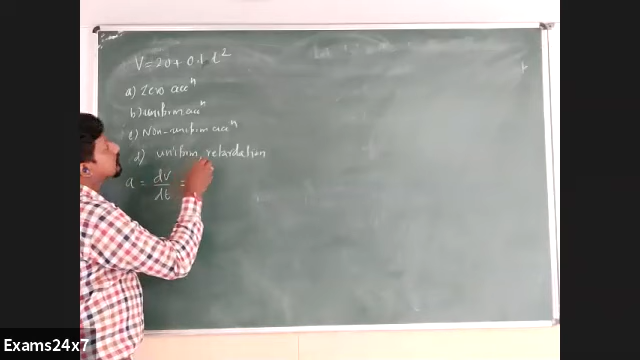 V = 20 + 0.1 t²
a) Zero accⁿ
b) uniform accⁿ
c) Non-uniform accⁿ
d) uniform retardation
a = dV/dt =
Exams24x7